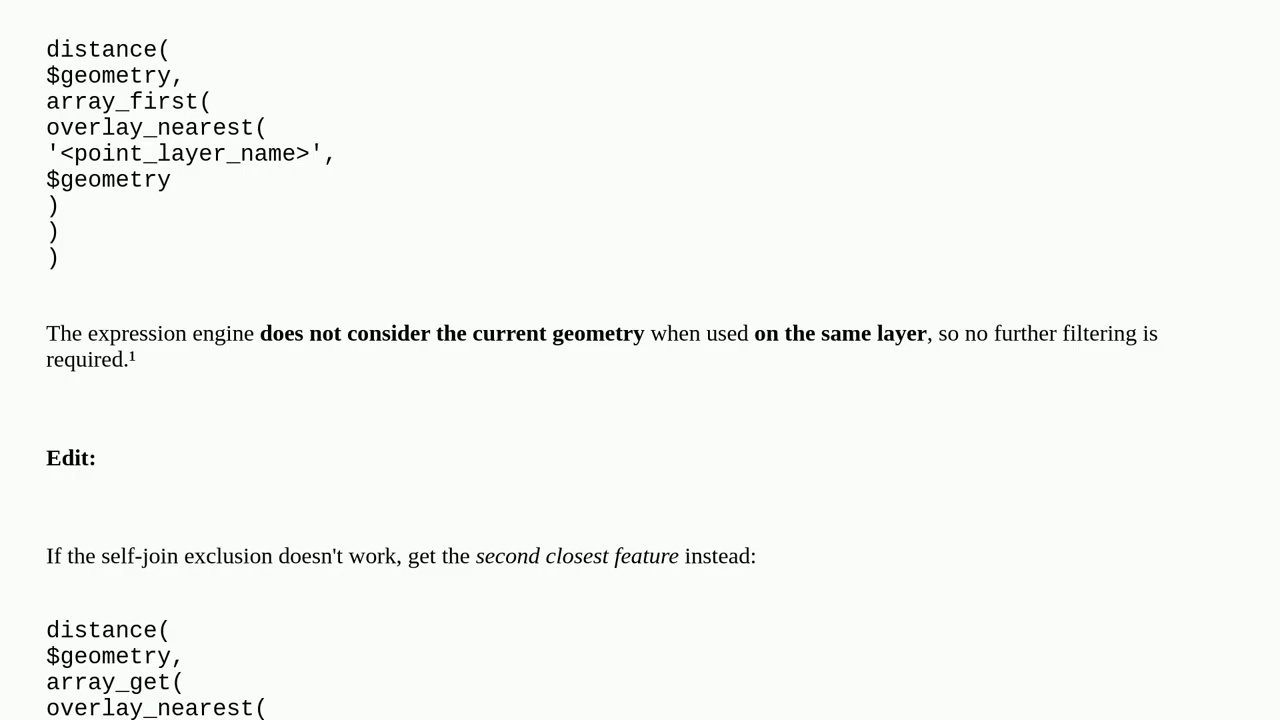 distance(
$geometry,
array_first(
overlay_nearest(
'<point_layer_name>',
$geometry
)
)
)
The expression engine does not consider the current geometry when used on the same layer, so no further filtering is
required.¹
Edit:
If the self-join exclusion doesn't work, get the second closest feature instead:
distance(
$geometry,
array_get(
overlay_nearest(